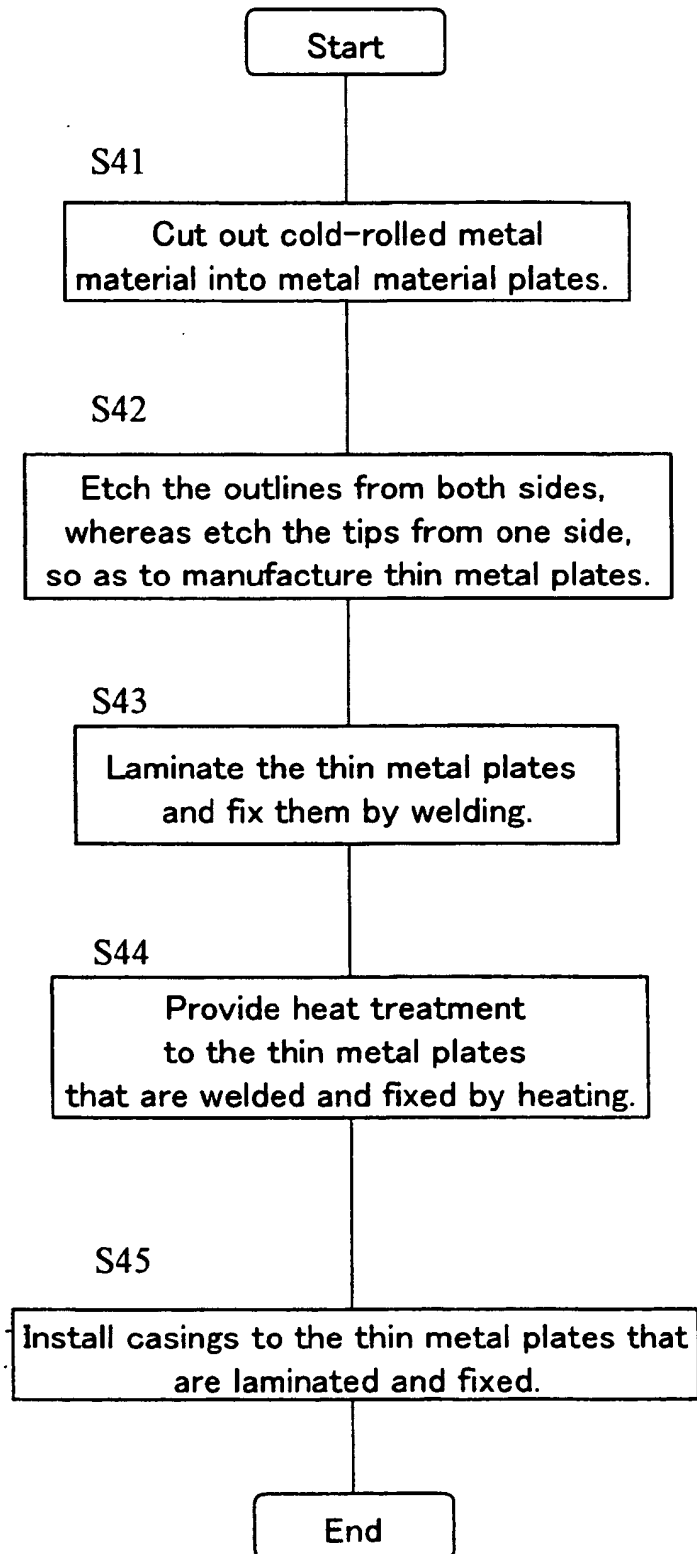 Start
S41
Cut out cold-rolled metal
material into metal material plates.
S42
Etch the outlines from both sides,
whereas etch the tips from one side,
so as to manufacture thin metal plates.
S43
Laminate the thin metal plates
and fix them by welding.
S44
Provide heat treatment
to the thin metal plates
that are welded and fixed by heating.
S45
Install casings to the thin metal plates that
are laminated and fixed.
End